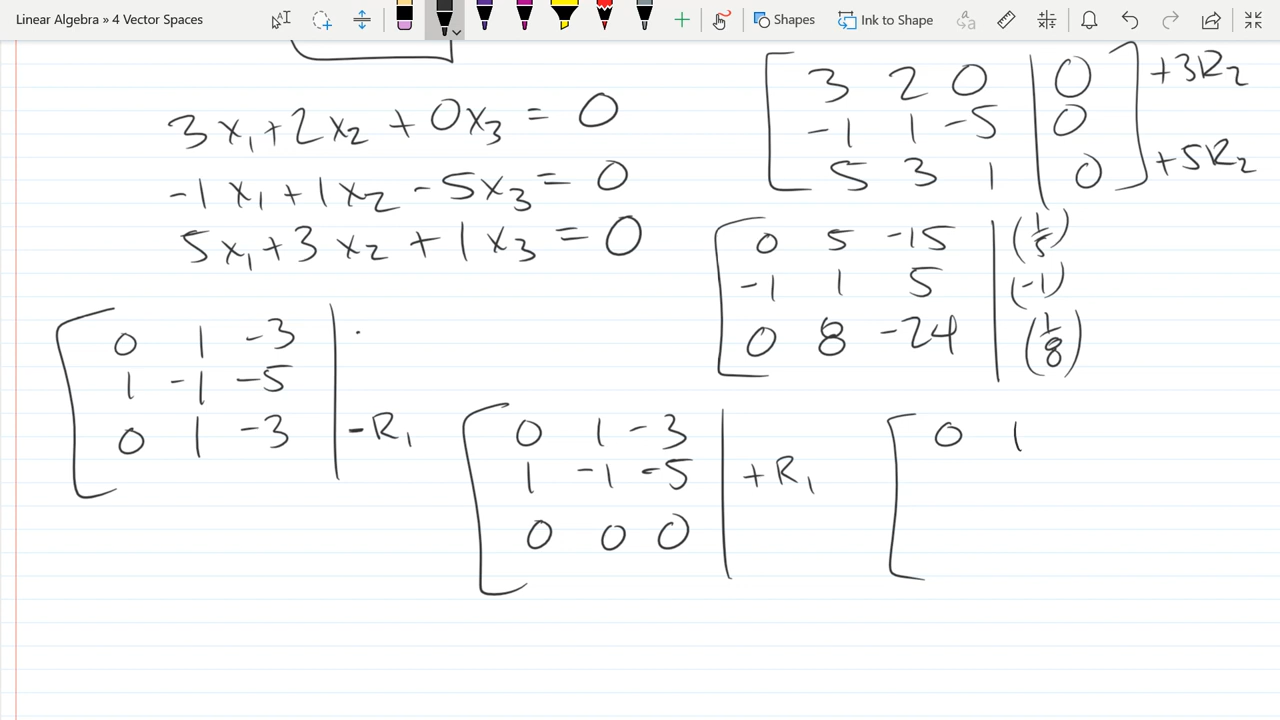 Linear Algebra » 4 Vector Spaces
Shapes
Ink to Shape
3x₁+2x₂+0x₃=0
-1x₁+1x₂-5x₃=0
5x₁+3x₂+1x₃=0
3 2 0 | 0 +3R₂
-1 1 -5 | 0
5 3 1 | 0 +5R₂
0 5 -15 | (1/5)
-1 1 5 | (-1)
0 8 -24 | (1/8)
0 1 -3 |
1 -1 -5 |
0 1 -3 | -R₁
0 1 -3 |
1 -1 -5 | +R₁
0 0 0 |
0 1